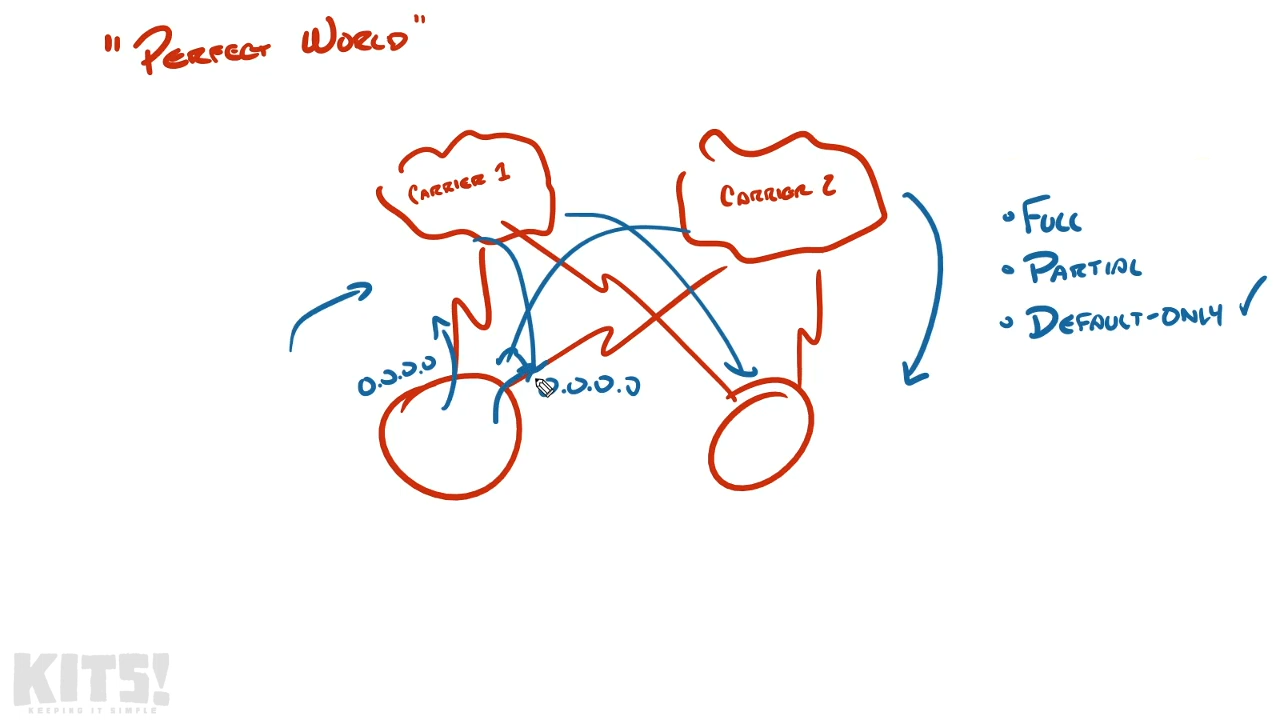 "Perfect World"
Carrier 1
Carrier 2
• Full
• Partial
• Default-only ✓
0.0.0.0
0.0.0.0
KITS!
KEEPING IT SIMPLE